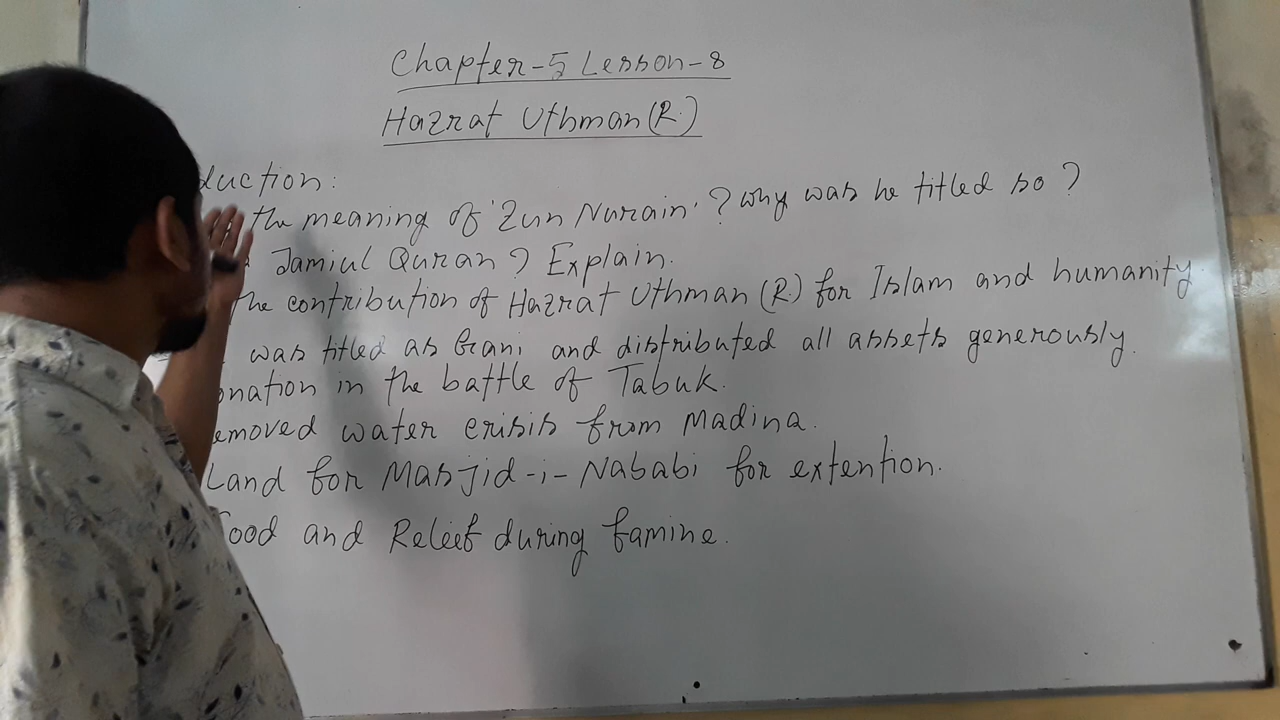 Chapter-5 Lesson-8
Hazrat Uthman (R.)
duction:
the meaning of 'Zun Nurain' ? why was he titled so ?
Jamiul Quran ? Explain.
the contribution of Hazrat Uthman (R.) for Islam and humanity
was titled as Gani and distributed all assets generously.
onation in the battle of Tabuk.
emoved water crisis from Madina.
Land for Masjid-i-Nababi for extention.
Food and Releef during famine.